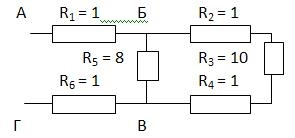 А R₁ = 1 Б R₂ = 1
R₅ = 8 R₃ = 10
R₆ = 1 R₄ = 1
Г В